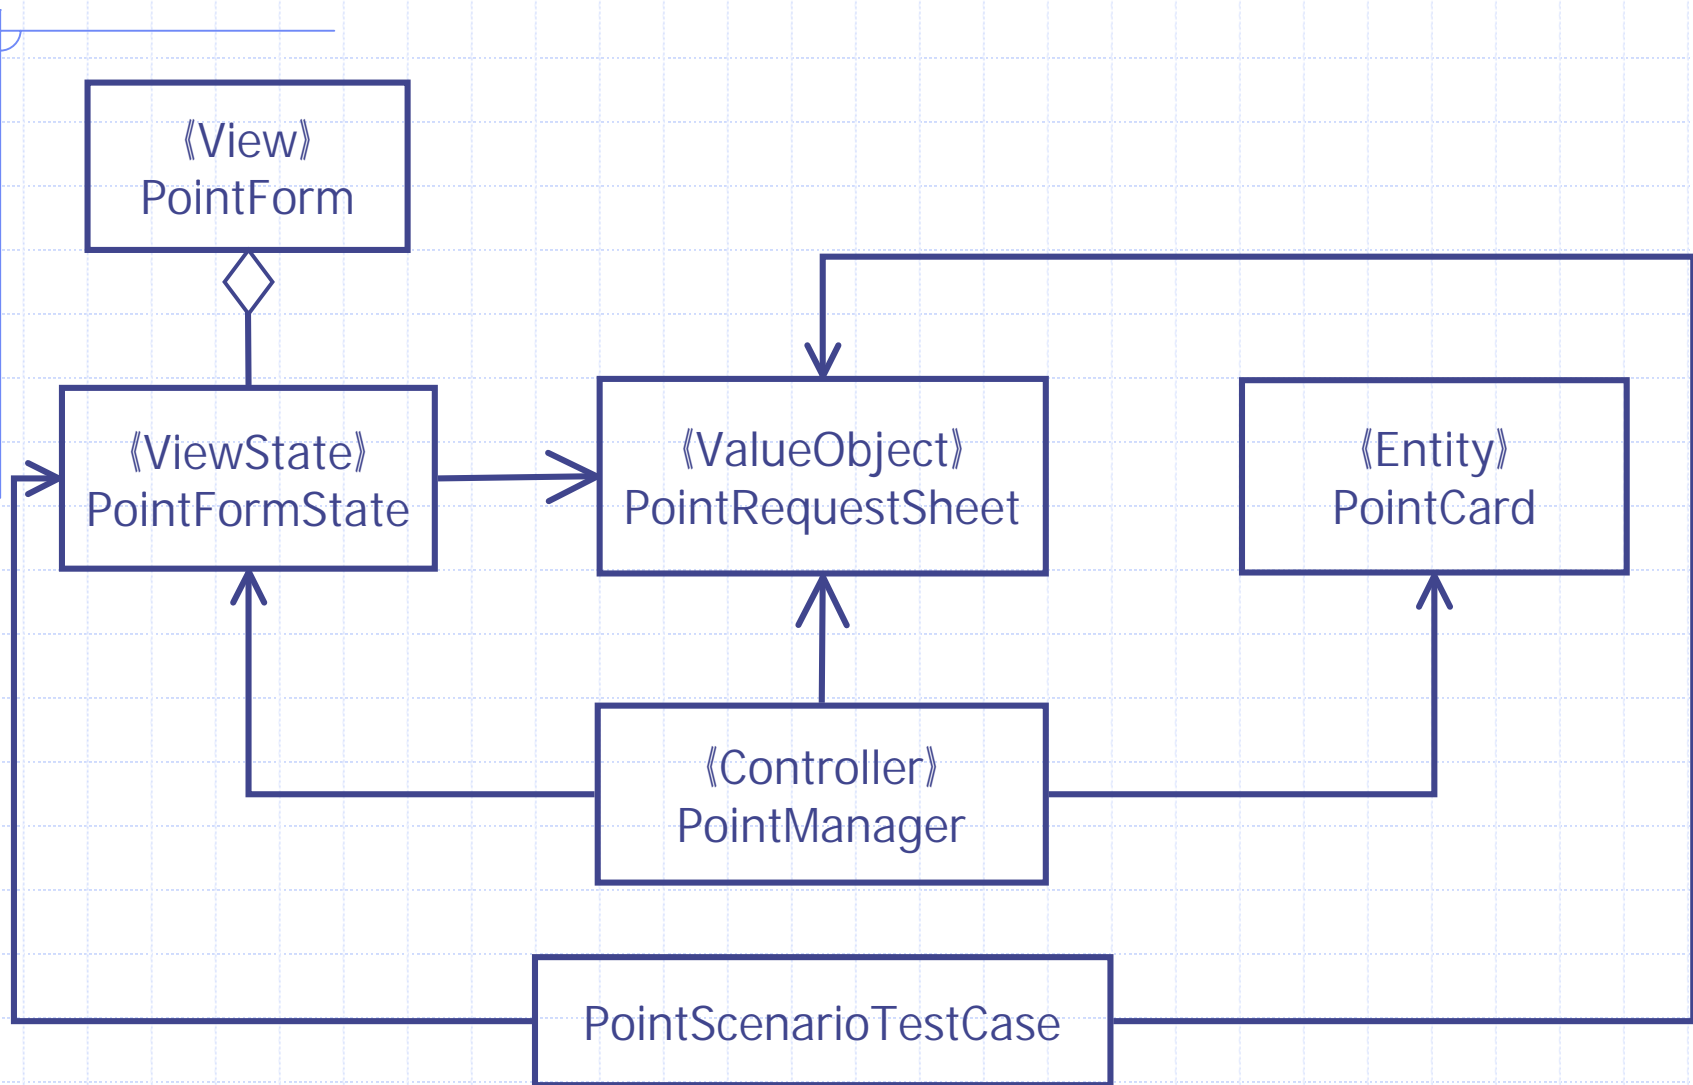 《View》
PointForm
《ViewState》
PointFormState
《ValueObject》
PointRequestSheet
《Entity》
PointCard
《Controller》
PointManager
PointScenarioTestCase